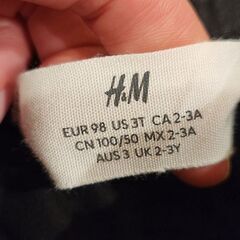 H&M
EUR 98 US 3T CA 2-3A
CN 100/50 MX 2-3A
AUS 3 UK 2-3Y